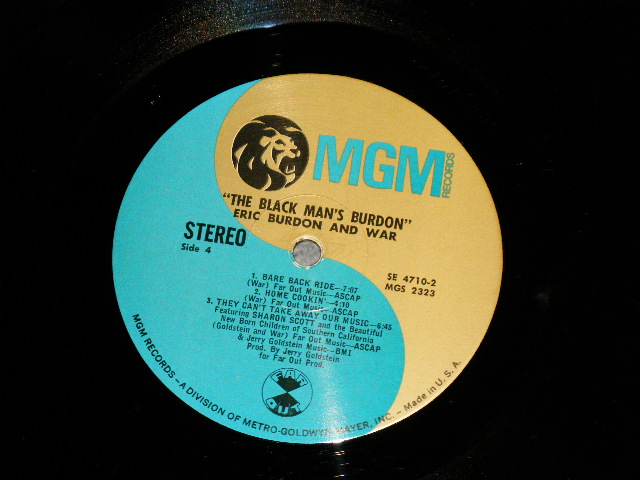 MGM
RECORDS
"THE BLACK MAN'S BURDON"
ERIC BURDON AND WAR
STEREO
Side 4
SE 4710-2
MGS 2323
1. BARE BACK RIDE—7:07
(War) Far Out Music—ASCAP
2. HOME COOKIN'—4:10
(War) Far Out Music—ASCAP
3. THEY CAN'T TAKE AWAY OUR MUSIC—6:45
Featuring SHARON SCOTT and the Beautiful
New Born Children of Southern California
(Goldstein and War) Far Out Music—ASCAP
& Jerry Goldstein Music—BMI
Prod. By Jerry Goldstein
for Far Out Prod.
FAR
OUT
MGM RECORDS – A DIVISION OF METRO-GOLDWYN-MAYER, INC. – Made in U. S. A.